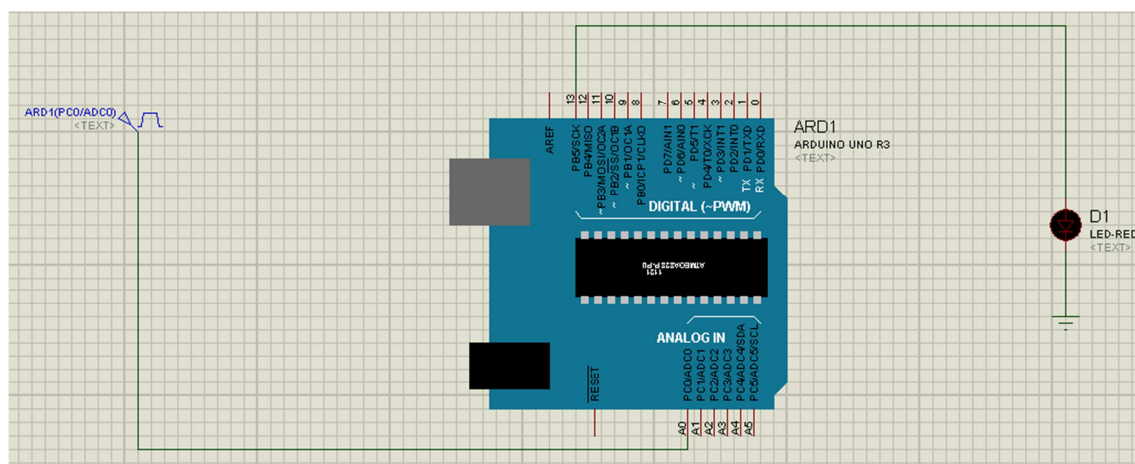 ARD1(PC0/ADC0)
<TEXT>
AREF
13
12
11
10
9
8
7
6
5
4
3
2
1
0
PB5/SCK
PB4/MISO
~PB3/MOSI/OC2A
~ PB2/SS/OC1B
~ PB1/OC1A
PB0/ICP1/CLKO
PD7/AIN1
~ PD6/AIN0
~ PD5/T1
PD4/T0/XCK
~ PD3/INT1
PD2/INT0
TX PD1/TXD
RX PD0/RXD
DIGITAL (~PWM)
ARD1
ARDUINO UNO R3
<TEXT>
D1
LED-RED
<TEXT>
1121
ANALOG IN
RESET
PC0/ADC0
PC1/ADC1
PC2/ADC2
PC3/ADC3
PC4/ADC4/SDA
PC5/ADC5/SCL
A0
A1
A2
A3
A4
A5